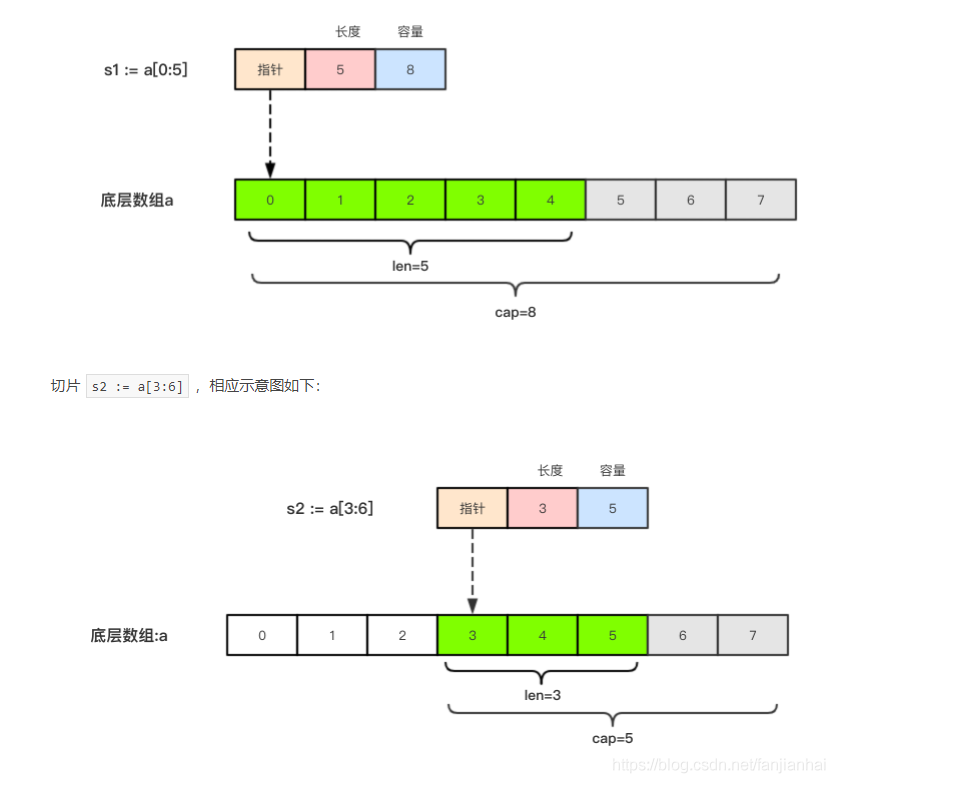 长度 容量
s1 := a[0:5] 指针 5 8
底层数组a 0 1 2 3 4 5 6 7
len=5
cap=8
切片 s2 := a[3:6] ，相应示意图如下：
长度 容量
s2 := a[3:6] 指针 3 5
底层数组:a 0 1 2 3 4 5 6 7
len=3
cap=5
https://blog.csdn.net/fanjianhai